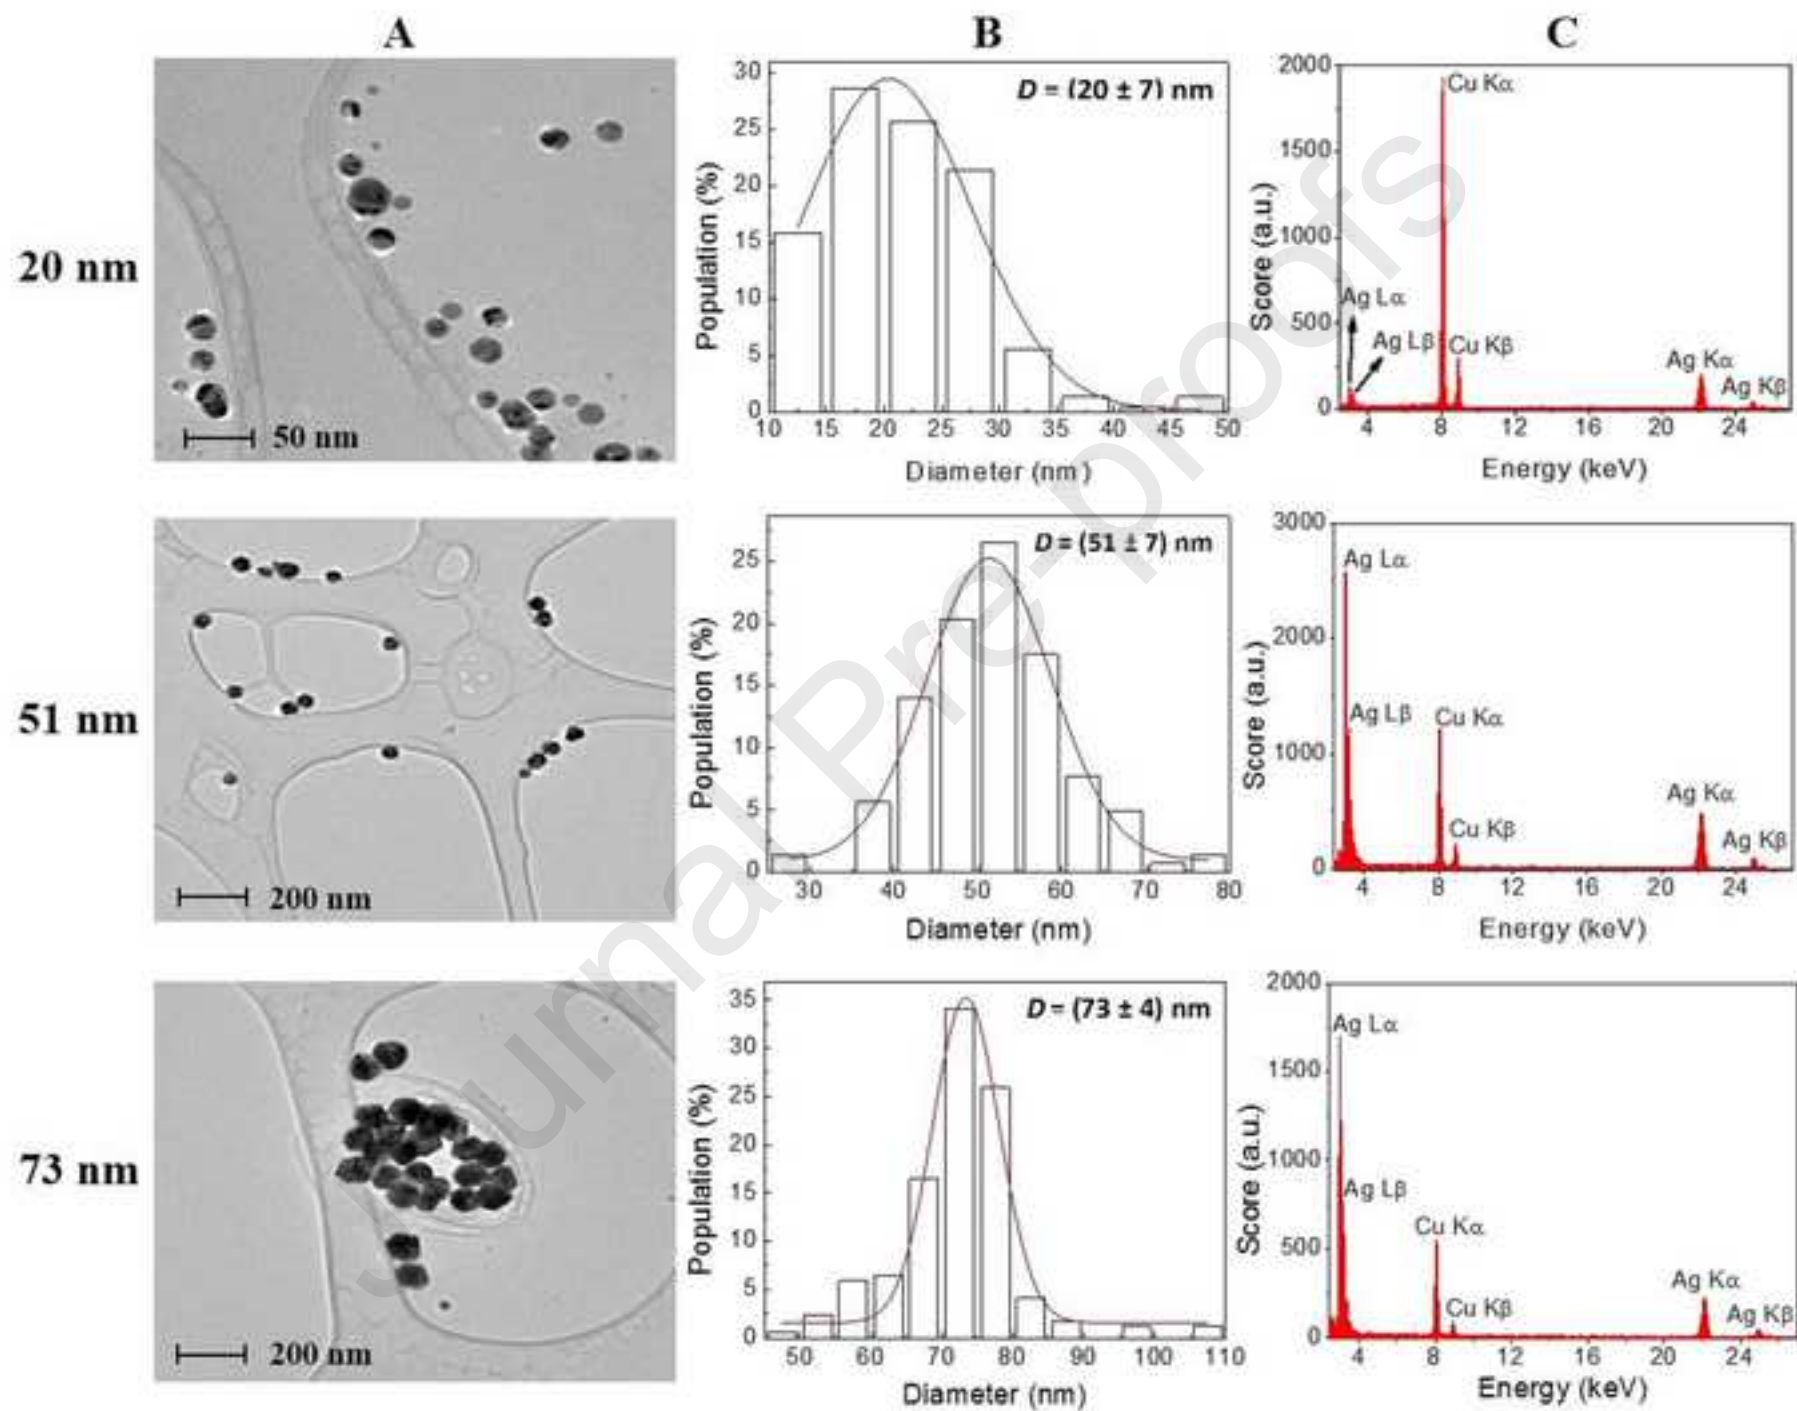 A B C
20 nm
50 nm
D = (20 ± 7) nm
Population (%)
30
25
20
15
10
5
0
10 15 20 25 30 35 40 45 50
Diameter (nm)
Score (a.u.)
2000
1500
1000
500
0
Cu Kα
Ag Lα
Ag Lβ Cu Kβ
Ag Kα
Ag Kβ
4 8 12 16 20 24
Energy (keV)
51 nm
200 nm
D = (51 ± 7) nm
Population (%)
25
20
15
10
5
0
30 40 50 60 70 80
Diameter (nm)
Score (a.u.)
3000
2000
1000
0
Ag Lα
Ag Lβ Cu Kα
Cu Kβ
Ag Kα
Ag Kβ
4 8 12 16 20 24
Energy (keV)
73 nm
200 nm
D = (73 ± 4) nm
Population (%)
35
30
25
20
15
10
5
0
50 60 70 80 90 100 110
Diameter (nm)
Score (a.u.)
2000
1500
1000
500
0
Ag Lα
Ag Lβ
Cu Kα
Cu Kβ
Ag Kα
Ag Kβ
4 8 12 16 20 24
Energy (keV)
Journal Pre-proofs